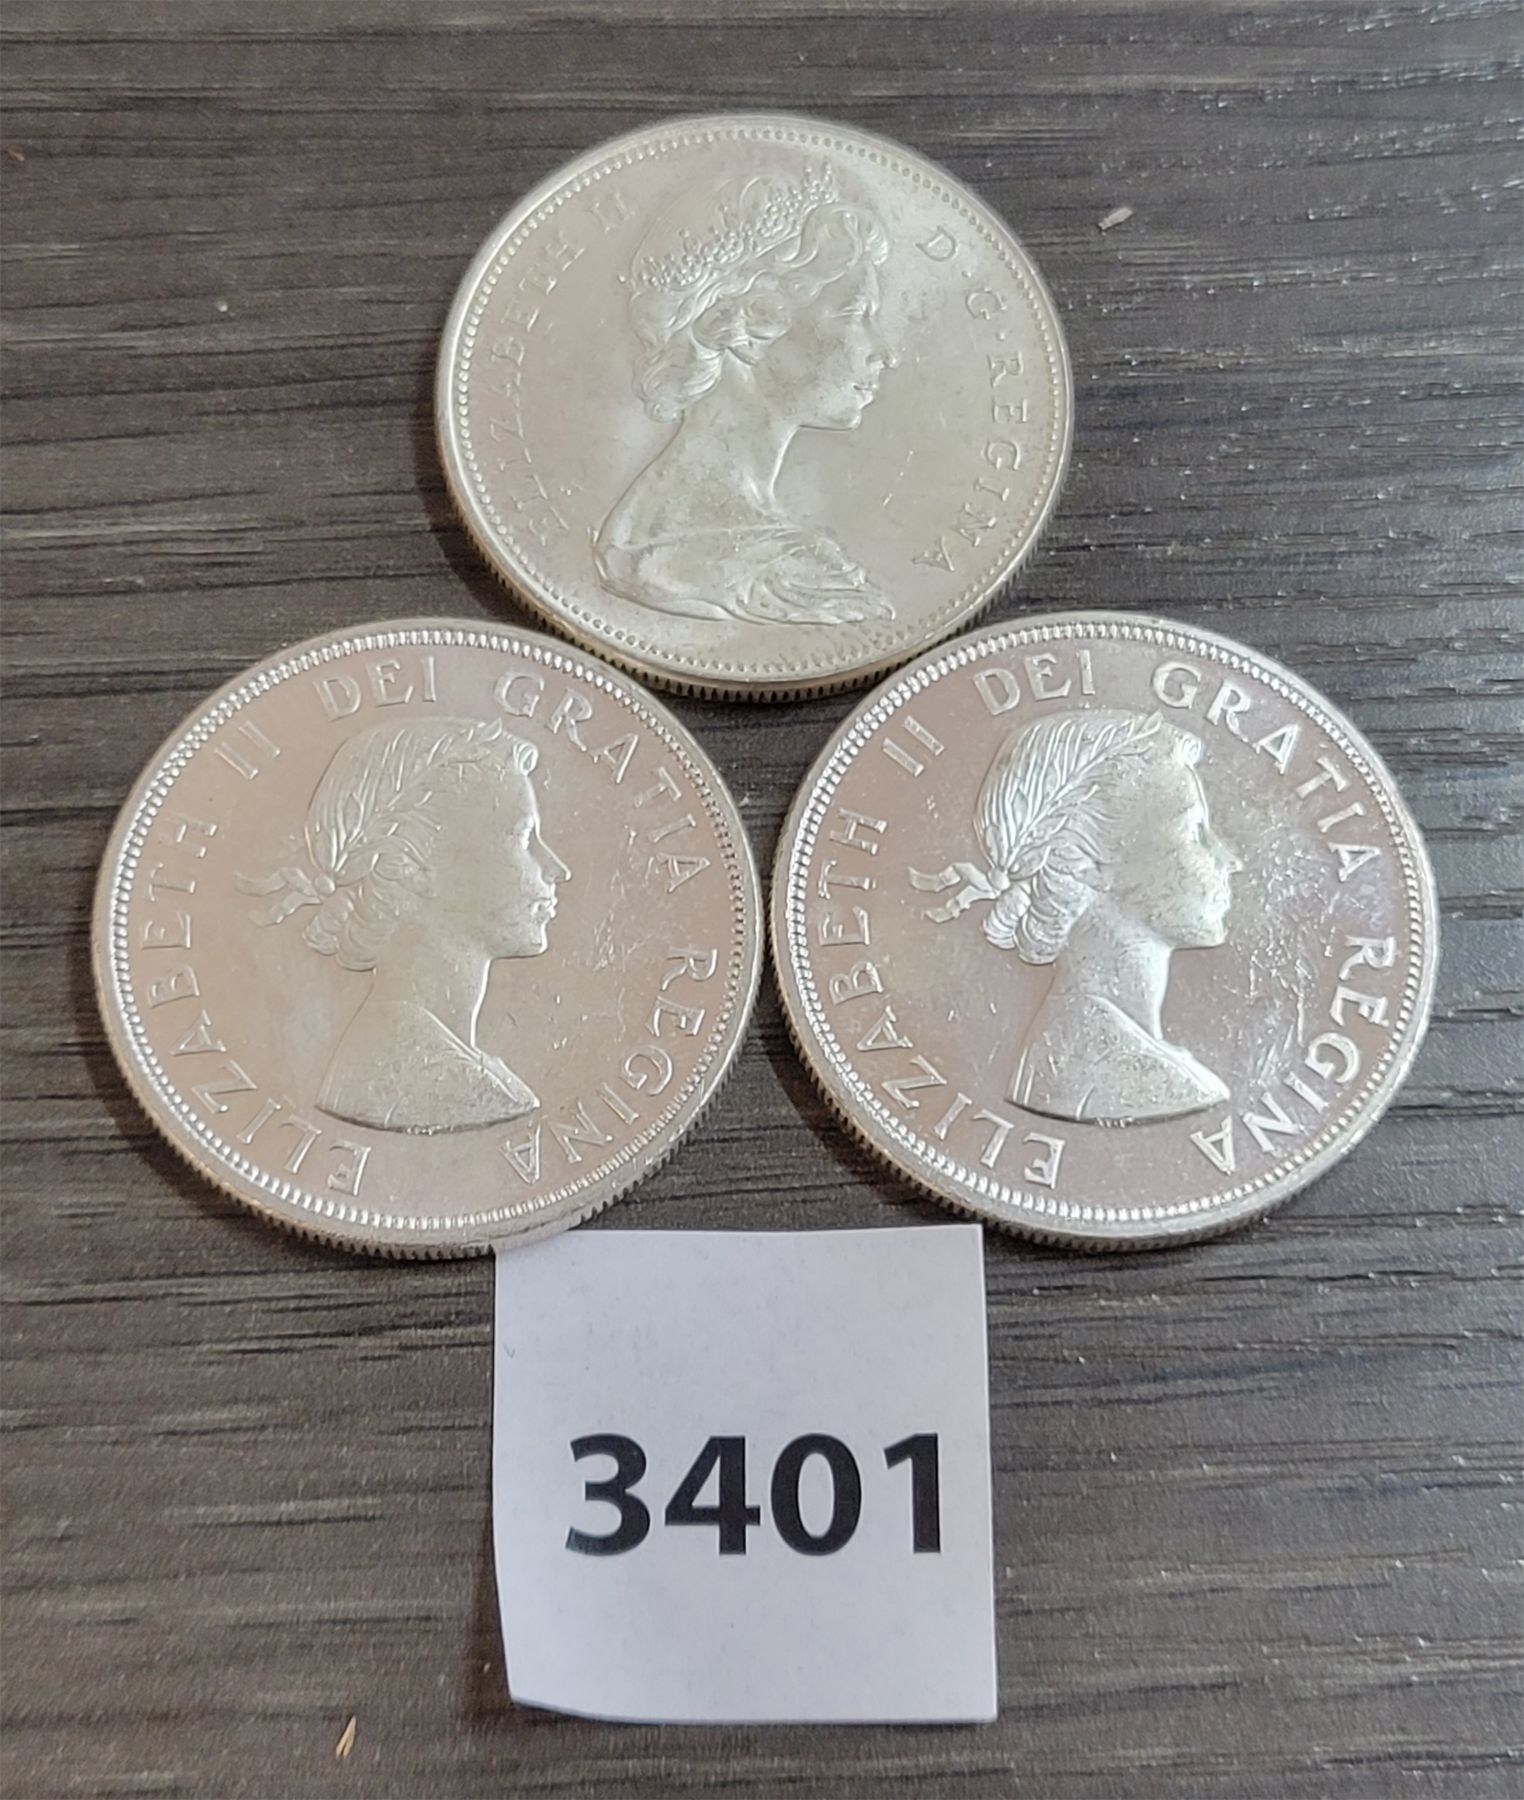 ELIZABETH II D·G·REGINA
ELIZABETH II DEI GRATIA REGINA
ELIZABETH II DEI GRATIA REGINA
3401